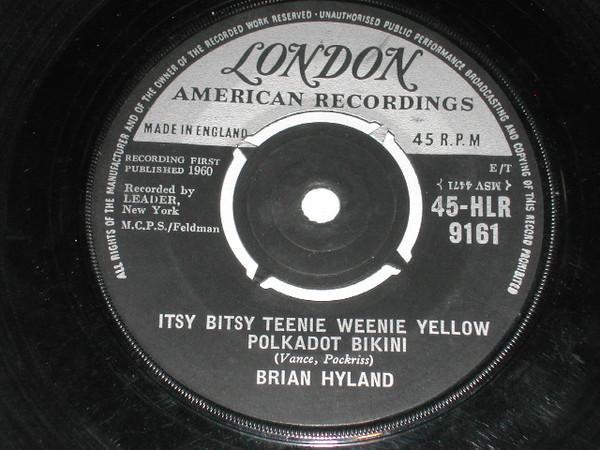 ALL RIGHTS OF THE MANUFACTURER AND OF THE OWNER OF THE RECORDED WORK RESERVED · UNAUTHORISED PUBLIC PERFORMANCE BROADCASTING AND COPYING OF THIS RECORD PROHIBITED
LONDON
AMERICAN RECORDINGS
MADE IN ENGLAND
45 R.P.M
RECORDING FIRST
PUBLISHED 1960
Recorded by
LEADER,
New York
M.C.P.S./Feldman
E/T
{ MSV 4471 }
45-HLR
9161
ITSY BITSY TEENIE WEENIE YELLOW
POLKADOT BIKINI
(Vance, Pockriss)
BRIAN HYLAND